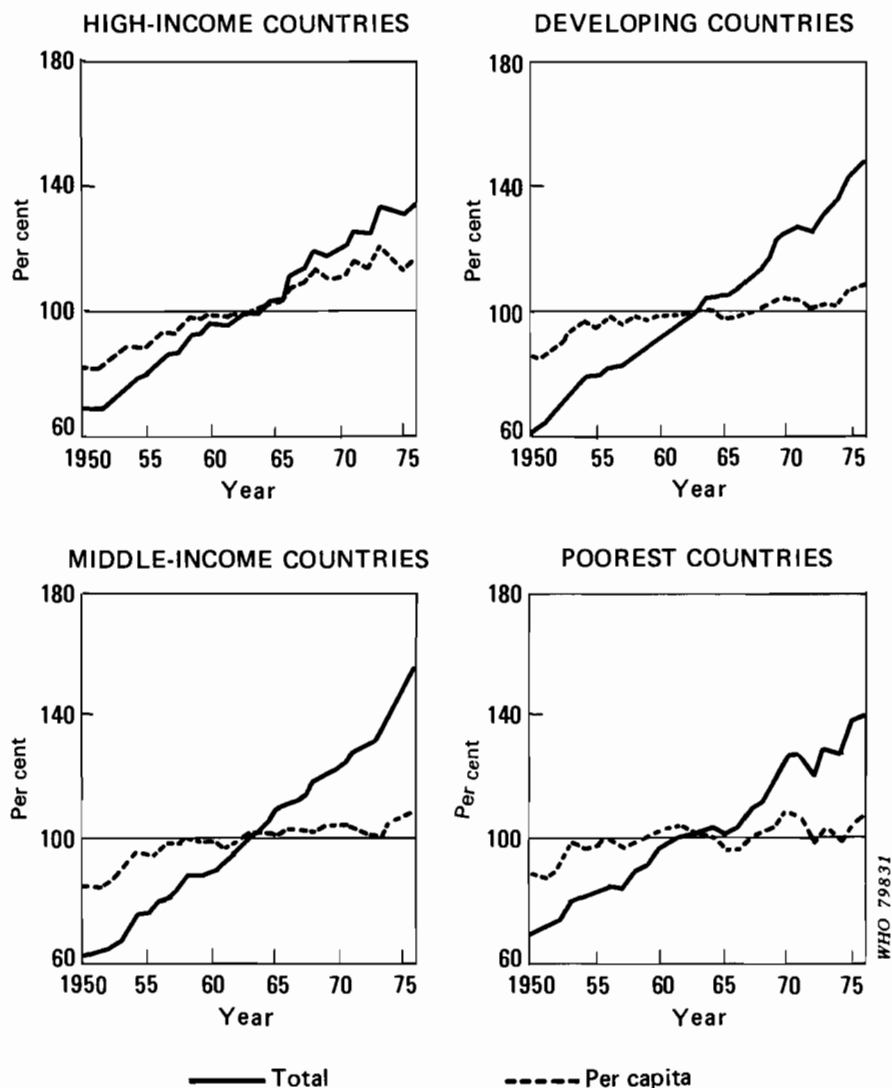 HIGH-INCOME COUNTRIES
180
140
100
60
Per cent
1950 55 60 65 70 75
Year
DEVELOPING COUNTRIES
180
140
100
60
Per cent
1950 55 60 65 70 75
Year
MIDDLE-INCOME COUNTRIES
180
140
100
60
Per cent
1950 55 60 65 70 75
Year
POOREST COUNTRIES
180
140
100
60
Per cent
1950 55 60 65 70 75
Year
WHO 79831
Total Per capita